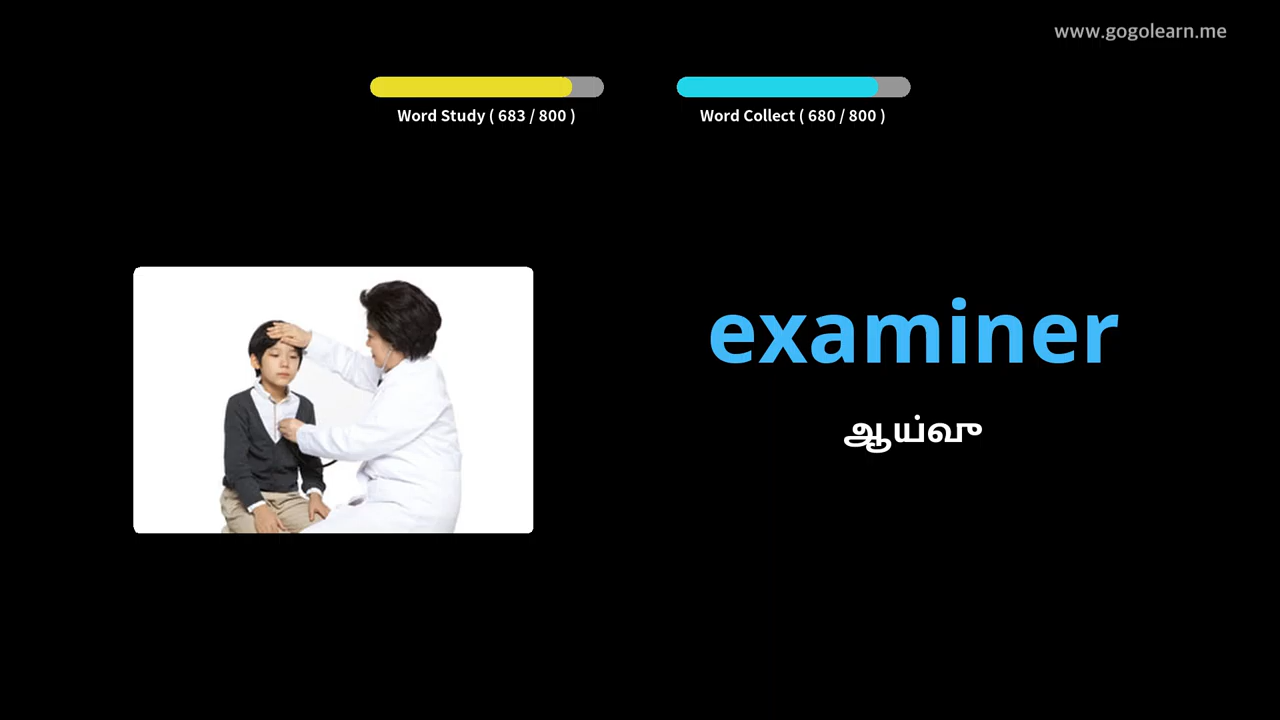 www.gogolearn.me
Word Study ( 683 / 800 )
Word Collect ( 680 / 800 )
examiner
ஆய்வு